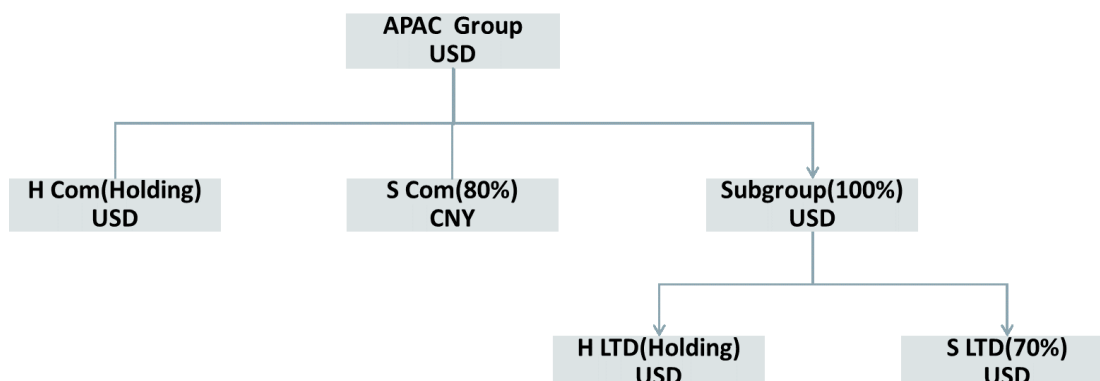 APAC Group
USD
H Com(Holding)
USD
S Com(80%)
CNY
Subgroup(100%)
USD
H LTD(Holding)
USD
S LTD(70%)
USD